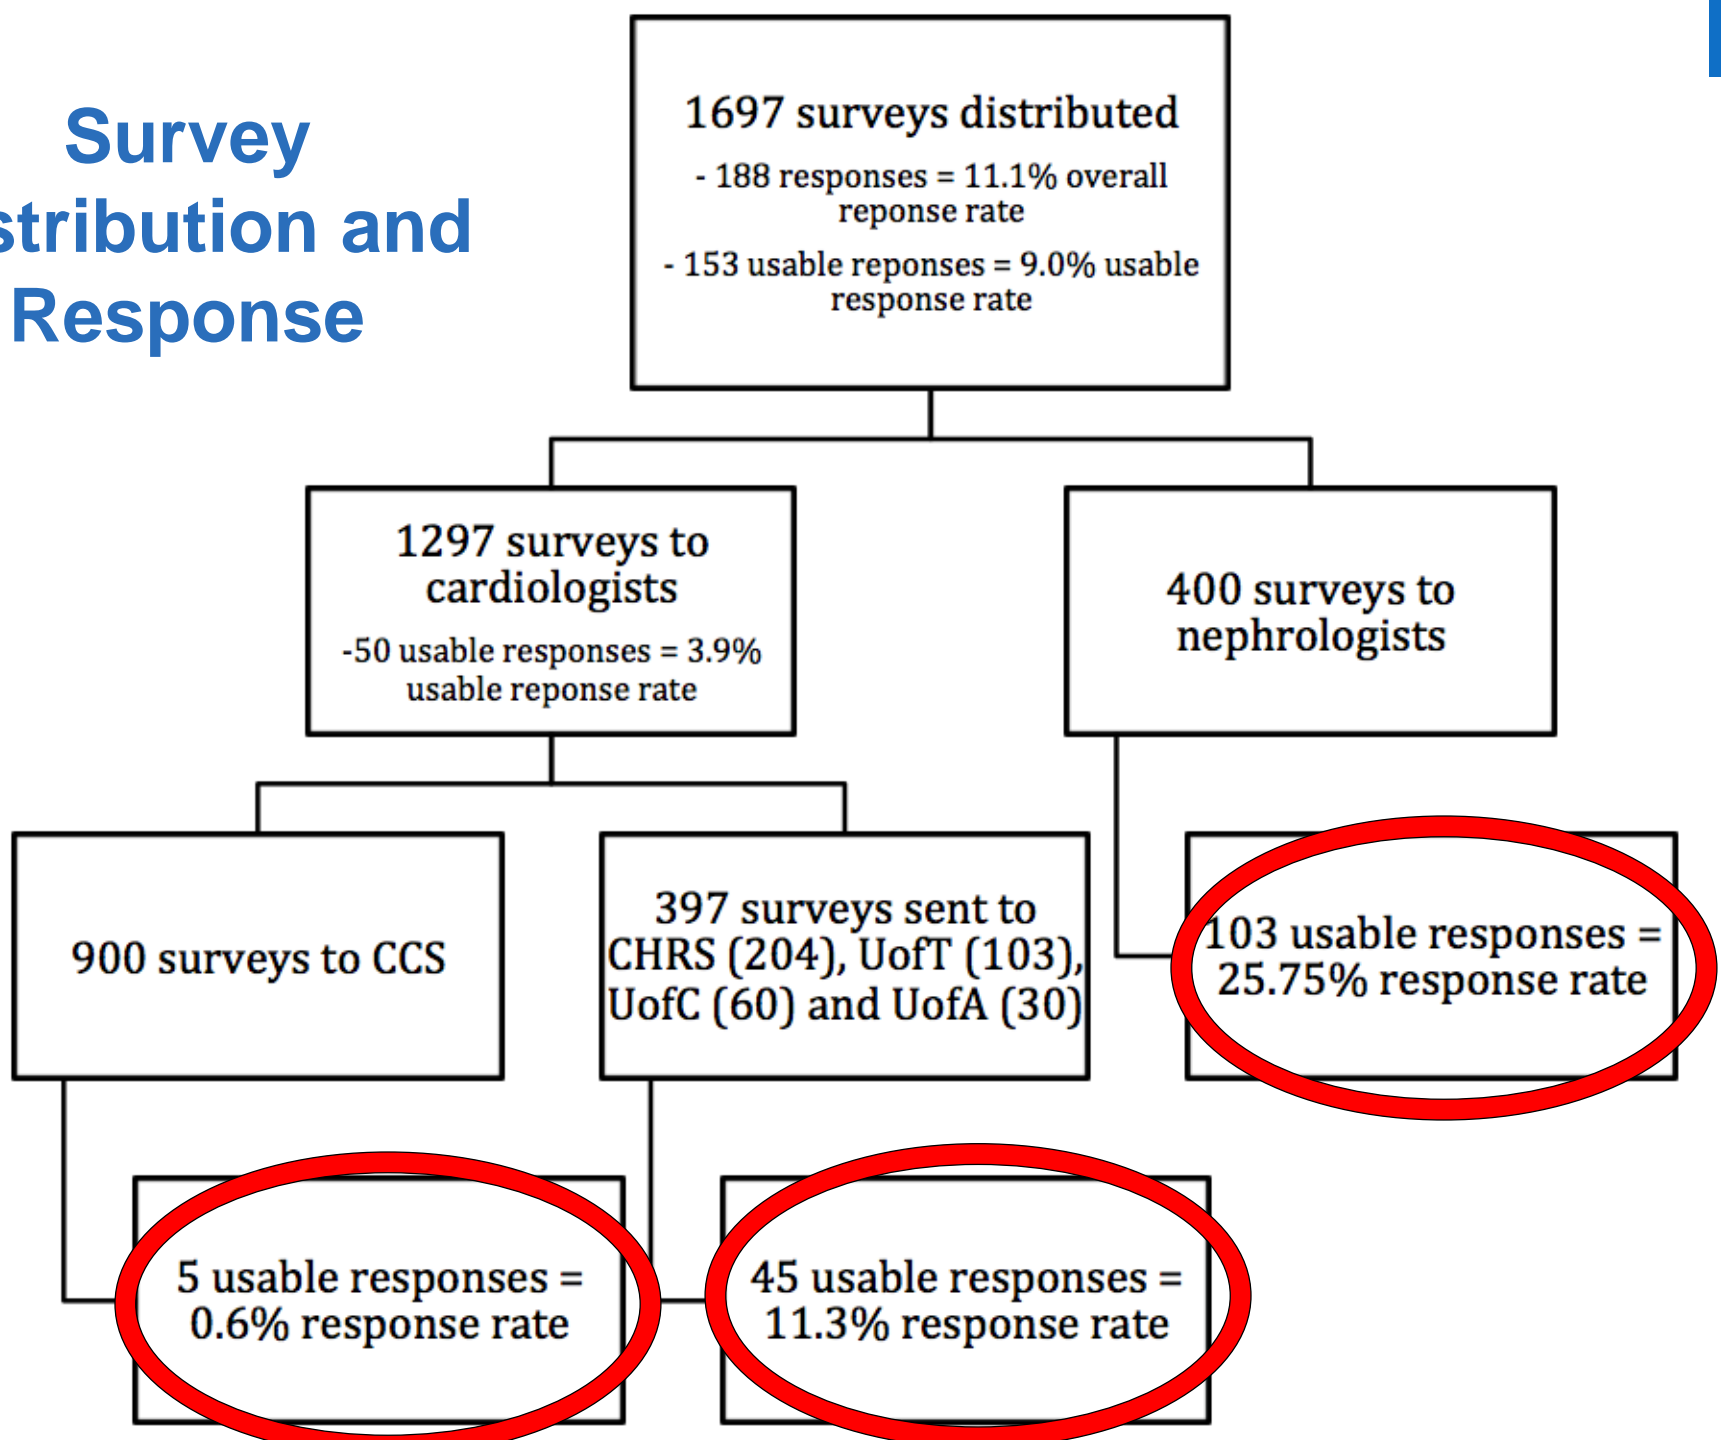 Survey
stribution and
Response
1697 surveys distributed
- 188 responses = 11.1% overall
reponse rate
- 153 usable reponses = 9.0% usable
response rate
1297 surveys to
cardiologists
-50 usable responses = 3.9%
usable reponse rate
400 surveys to
nephrologists
900 surveys to CCS
397 surveys sent to
CHRS (204), UofT (103),
UofC (60) and UofA (30)
103 usable responses =
25.75% response rate
5 usable responses =
0.6% response rate
45 usable responses =
11.3% response rate